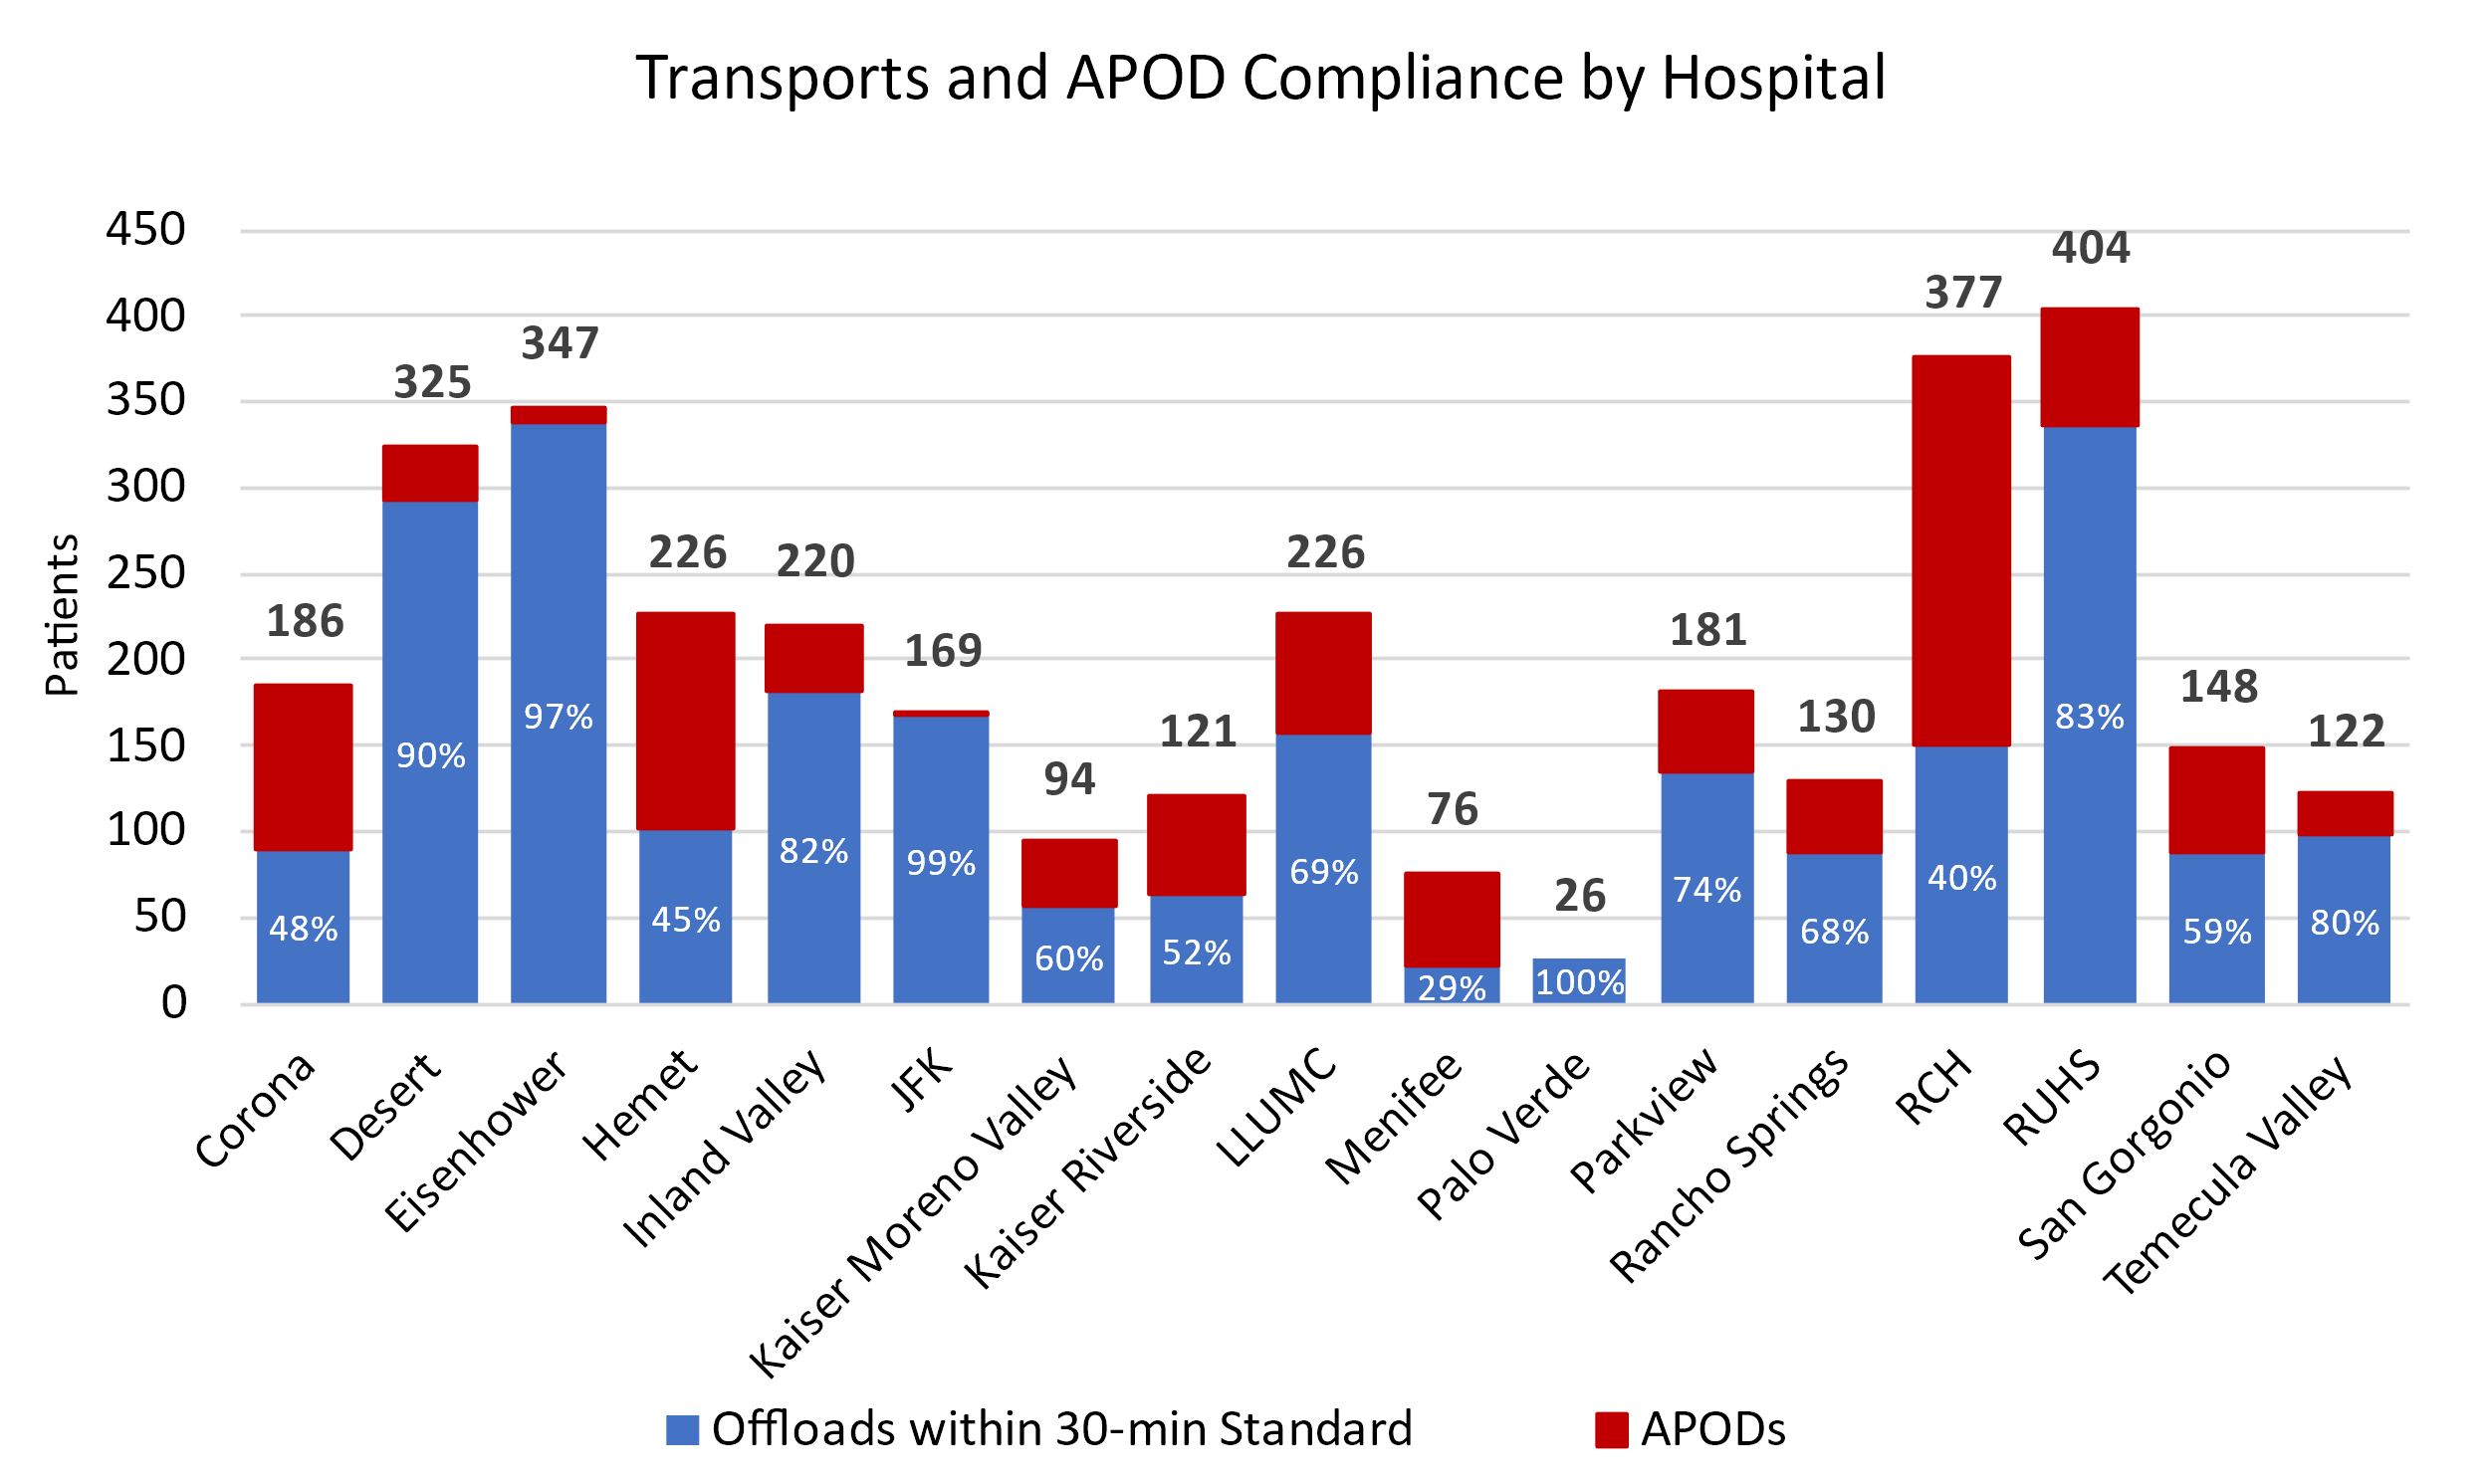 Transports and APOD Compliance by Hospital
Patients
450
400
350
300
250
200
150
100
50
0
186
325
347
226
220
169
94
121
226
76
26
181
130
377
404
148
122
48%
90%
97%
45%
82%
99%
60%
52%
69%
29%
100%
74%
68%
40%
83%
59%
80%
Corona
Desert
Eisenhower
Hemet
Inland Valley
JFK
Kaiser Moreno Valley
Kaiser Riverside
LLUMC
Menifee
Palo Verde
Parkview
Rancho Springs
RCH
RUHS
San Gorgonio
Temecula Valley
Offloads within 30-min Standard
APODs